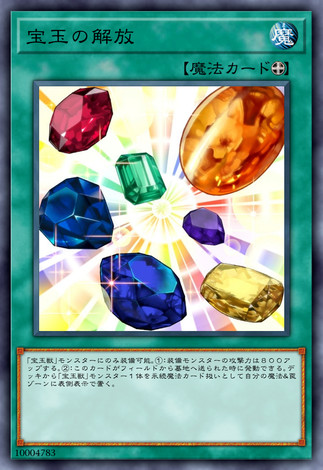 宝玉の解放
魔
【魔法カード】
「宝玉獣」モンスターにのみ装備可能。①：装備モンスターの攻撃力は８００ア
ップする。②：このカードがフィールドから墓地へ送られた時に発動できる。デ
ッキから「宝玉獣」モンスター１体を永続魔法カード扱いとして自分の魔法&罠
ゾーンに表側表示で置く。
10004783